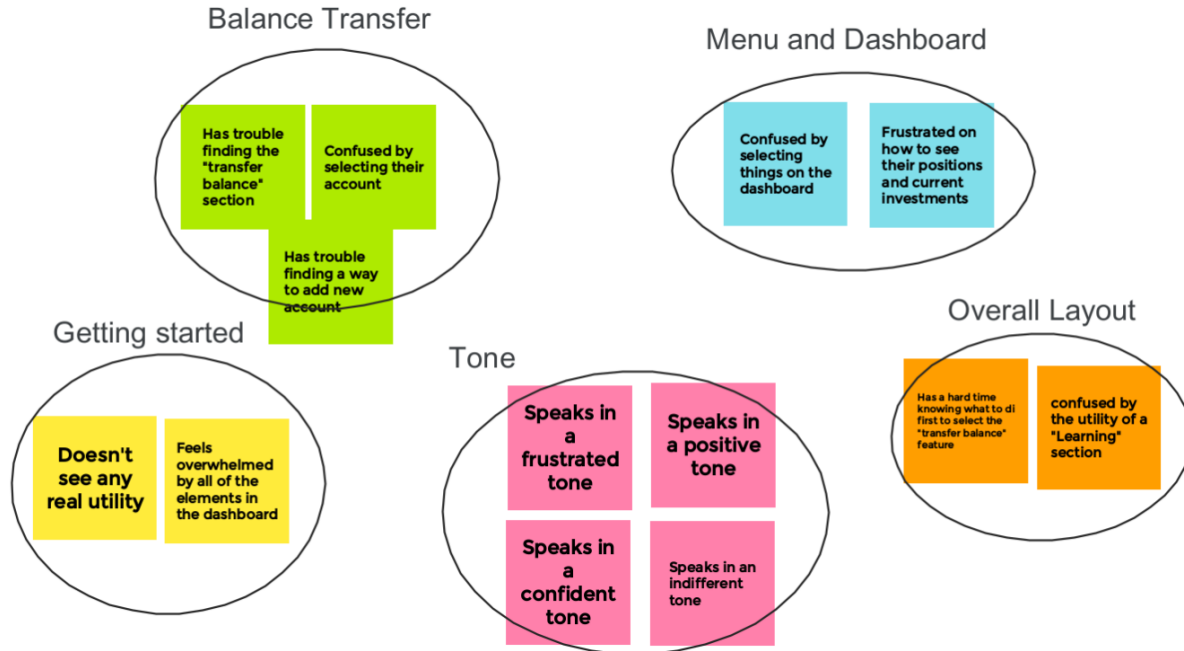 Balance Transfer
Has trouble
finding the
"transfer
balance"
section
Confused by
selecting their
account
Has trouble
finding a way
to add new
account
Menu and Dashboard
Confused by
selecting
things on the
dashboard
Frustrated on
how to see
their positions
and current
investments
Getting started
Doesn't
see any
real utility
Feels
overwhelmed
by all of the
elements in
the dashboard
Tone
Speaks in
a
frustrated
tone
Speaks in
a positive
tone
Speaks in
a
confident
tone
Speaks in an
indifferent
tone
Overall Layout
Has a hard time
knowing what to di
first to select the
"transfer balance"
feature
confused by
the utility of a
"Learning"
section